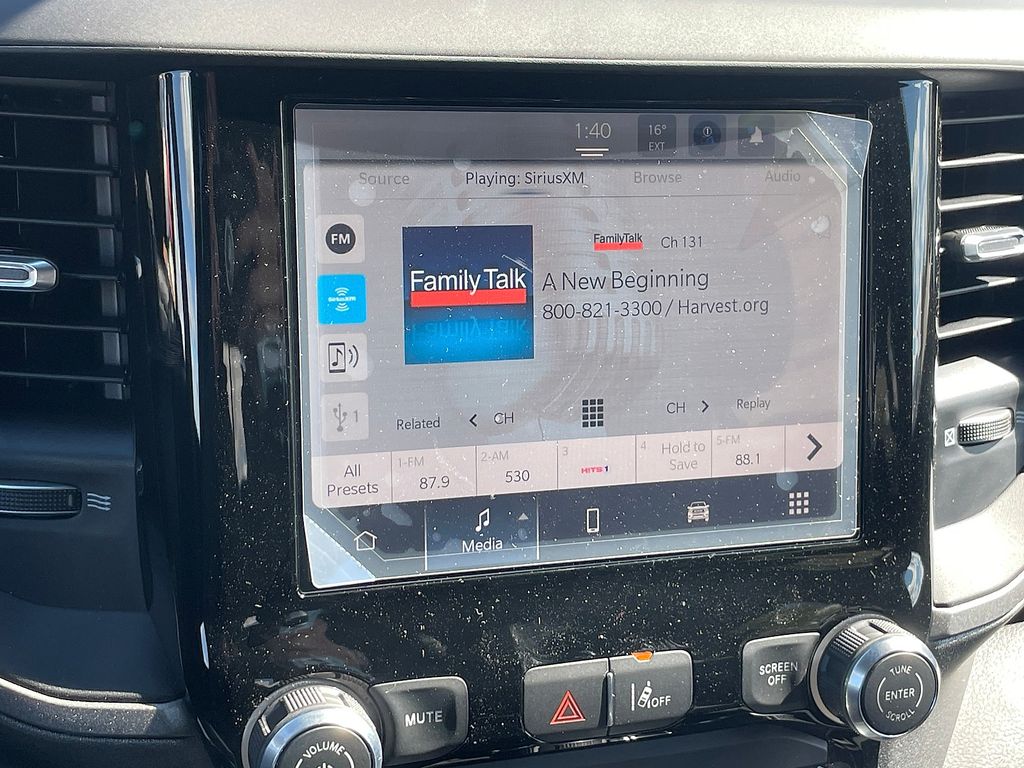 1:40
16°
EXT
Source Playing: SiriusXM Browse Audio
FM
SiriusXM
1
Family Talk
FamilyTalk Ch 131
A New Beginning
800-821-3300 / Harvest.org
Related CH CH Replay
All
Presets
1-FM
87.9
2-AM
530
3
HITS 1
4 Hold to
Save
5-FM
88.1
Media
VOLUME
MUTE
OFF
SCREEN
OFF
TUNE
ENTER
SCROLL